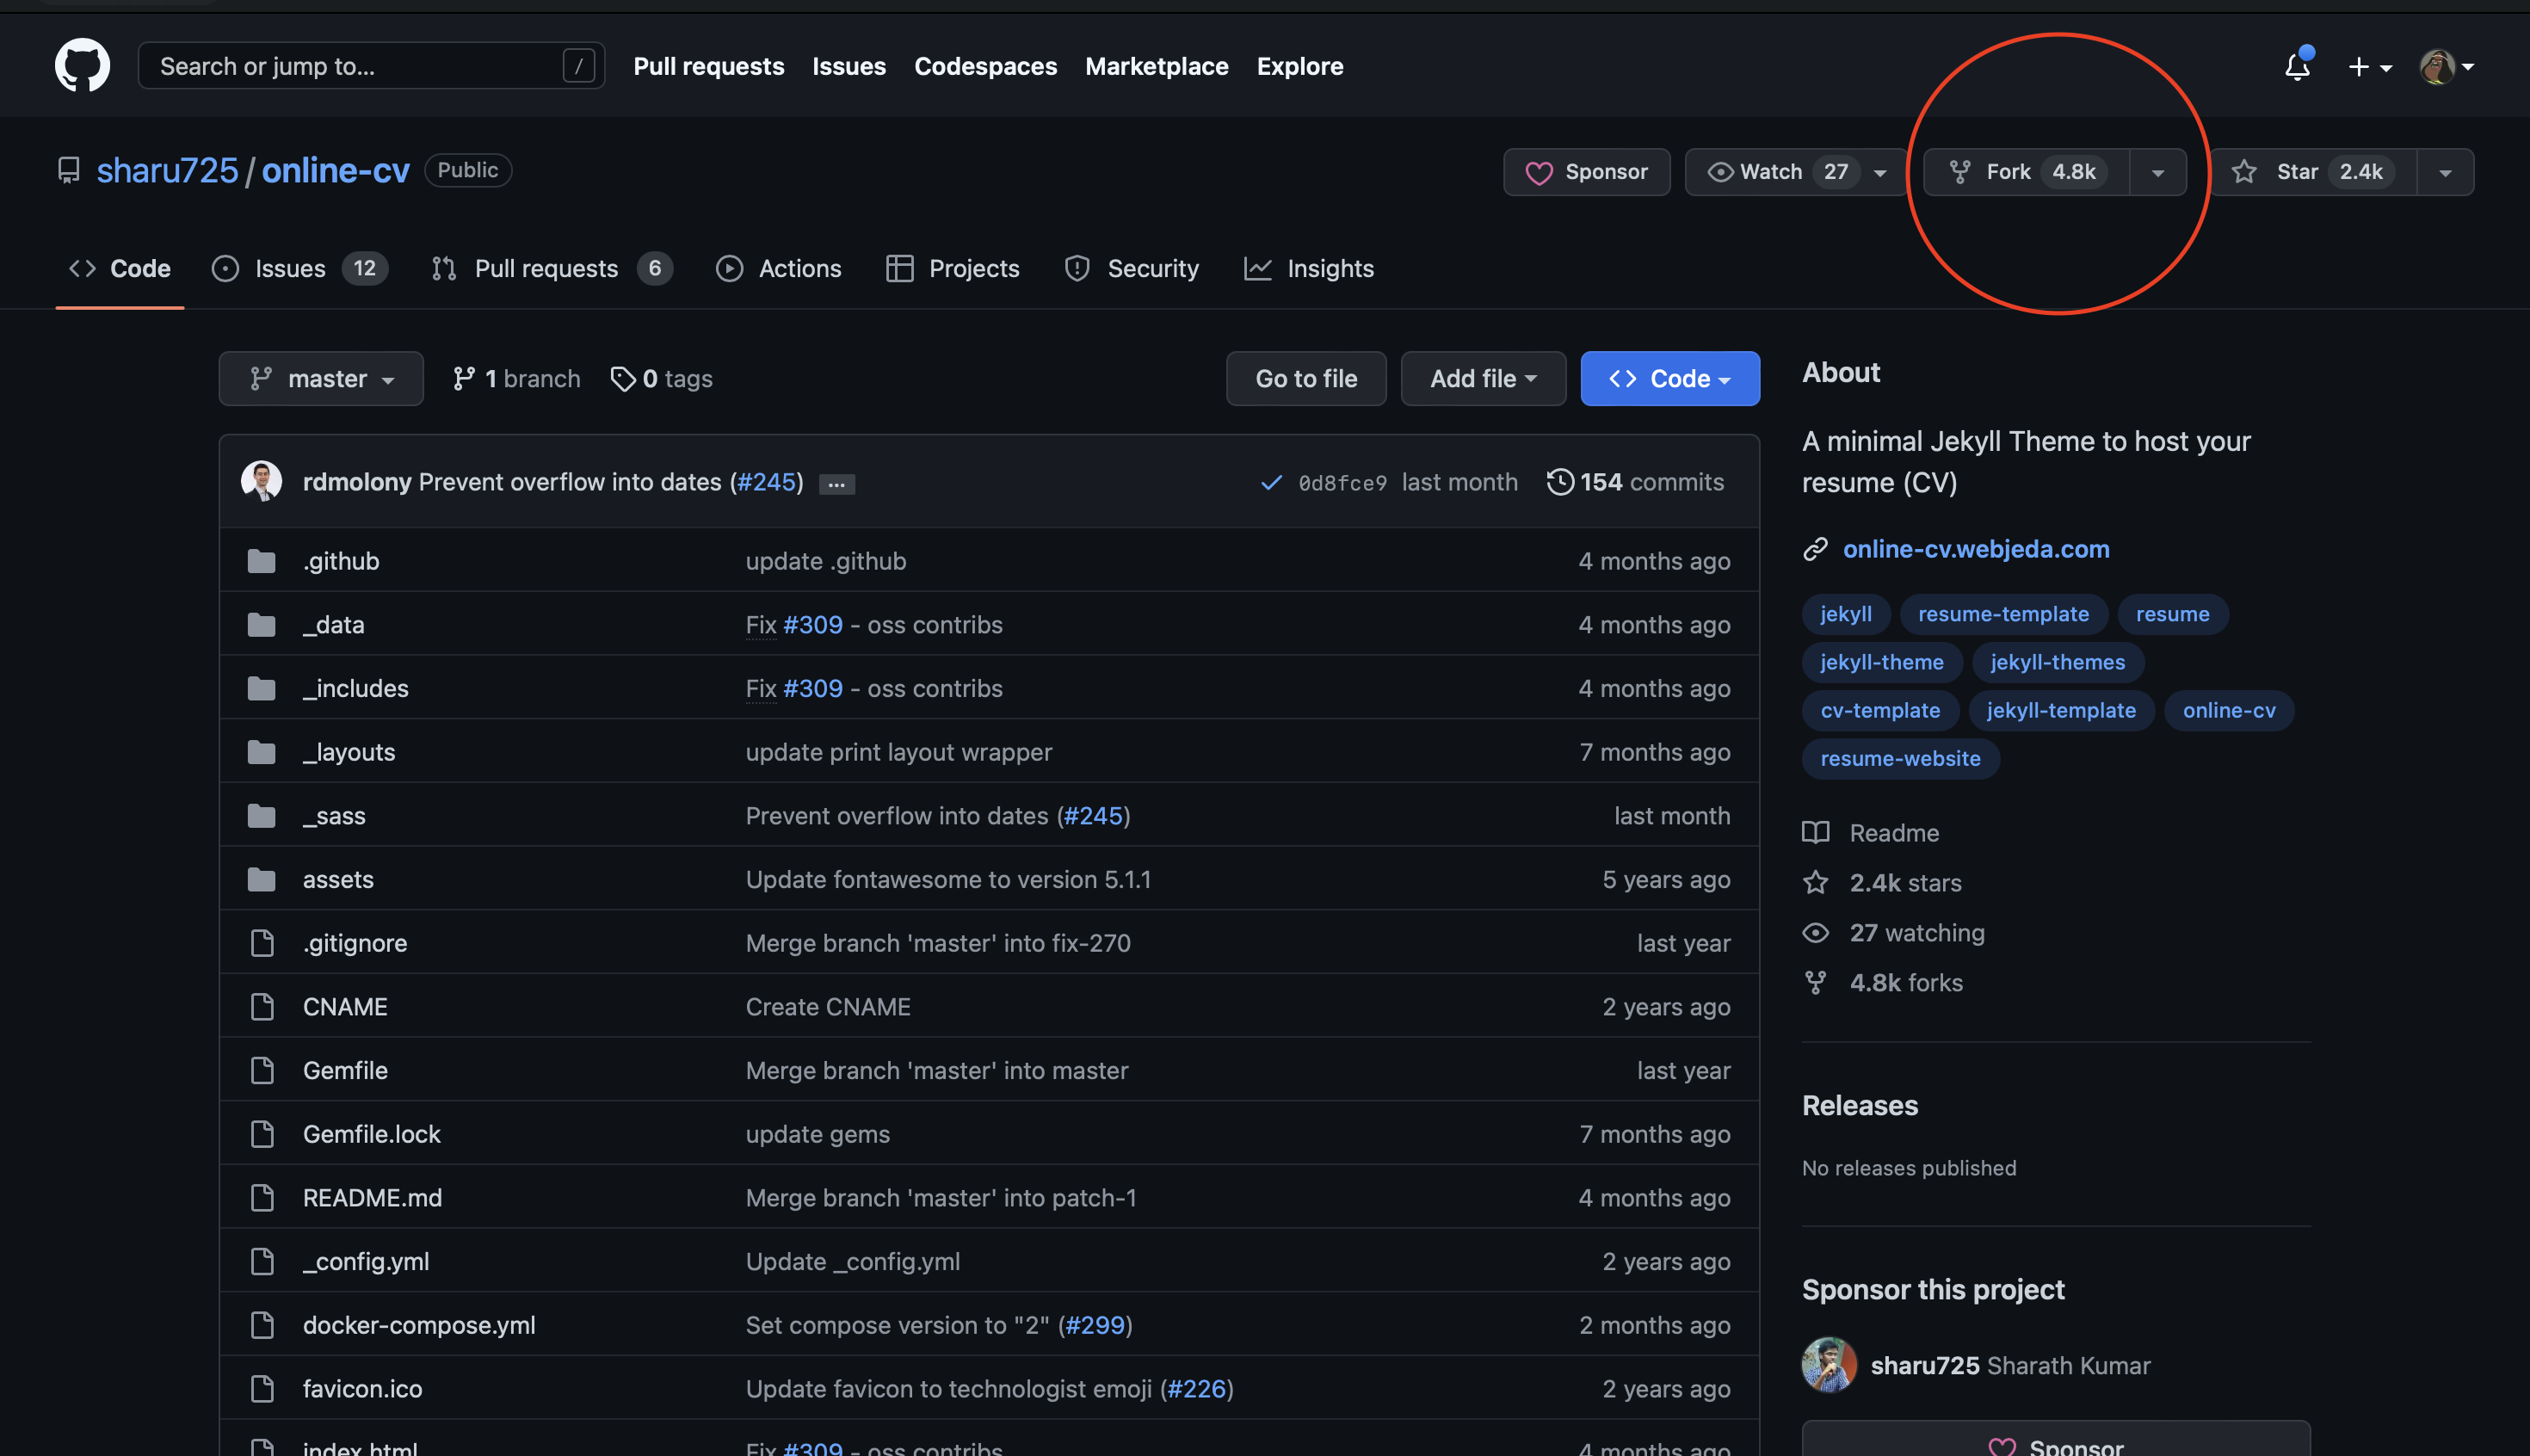 Search or jump to... /
Pull requests Issues Codespaces Marketplace Explore
sharu725 / online-cv Public
Sponsor Watch 27 Fork 4.8k Star 2.4k
Code Issues 12 Pull requests 6 Actions Projects Security Insights
master 1 branch 0 tags Go to file Add file Code
rdmolony Prevent overflow into dates (#245) ... 0d8fce9 last month 154 commits
.github update .github 4 months ago
_data Fix #309 - oss contribs 4 months ago
_includes Fix #309 - oss contribs 4 months ago
_layouts update print layout wrapper 7 months ago
_sass Prevent overflow into dates (#245) last month
assets Update fontawesome to version 5.1.1 5 years ago
.gitignore Merge branch 'master' into fix-270 last year
CNAME Create CNAME 2 years ago
Gemfile Merge branch 'master' into master last year
Gemfile.lock update gems 7 months ago
README.md Merge branch 'master' into patch-1 4 months ago
_config.yml Update _config.yml 2 years ago
docker-compose.yml Set compose version to "2" (#299) 2 months ago
favicon.ico Update favicon to technologist emoji (#226) 2 years ago
index.html Fix #309 - oss contribs 4 months ago
About
A minimal Jekyll Theme to host your
resume (CV)
online-cv.webjeda.com
jekyll resume-template resume
jekyll-theme jekyll-themes
cv-template jekyll-template online-cv
resume-website
Readme
2.4k stars
27 watching
4.8k forks
Releases
No releases published
Sponsor this project
sharu725 Sharath Kumar
Sponsor